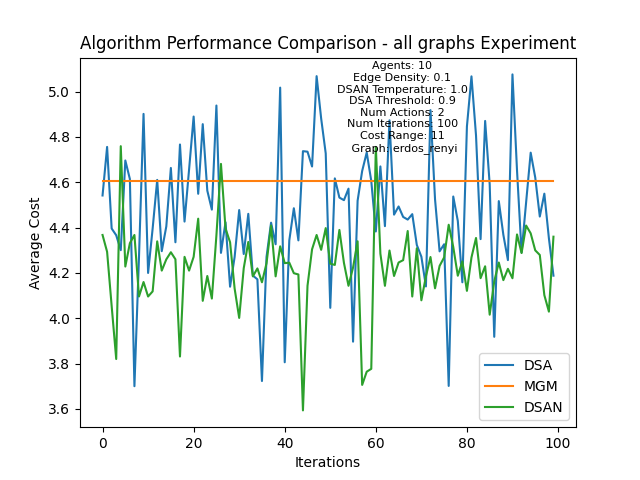 Algorithm Performance Comparison - all graphs Experiment
Agents: 10
Edge Density: 0.1
DSAN Temperature: 1.0
DSA Threshold: 0.9
Num Actions: 2
Num Iterations: 100
Cost Range: 11
Graph: erdos_renyi
Average Cost
5.0
4.8
4.6
4.4
4.2
4.0
3.8
3.6
0
20
40
60
80
100
Iterations
DSA
MGM
DSAN